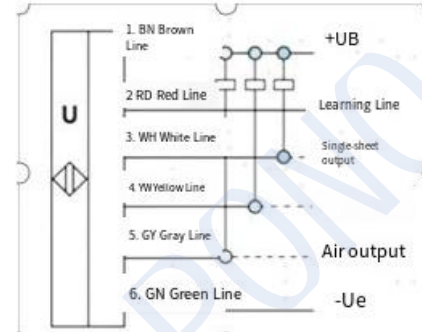 1. BN Brown
Line
+UB
2 RD Red Line
Learning Line
U
3. WH White Line
Single-sheet
output
4. YWYellow Line
5. GY Gray Line
Air output
6. GN Green Line
-Ue
PONO